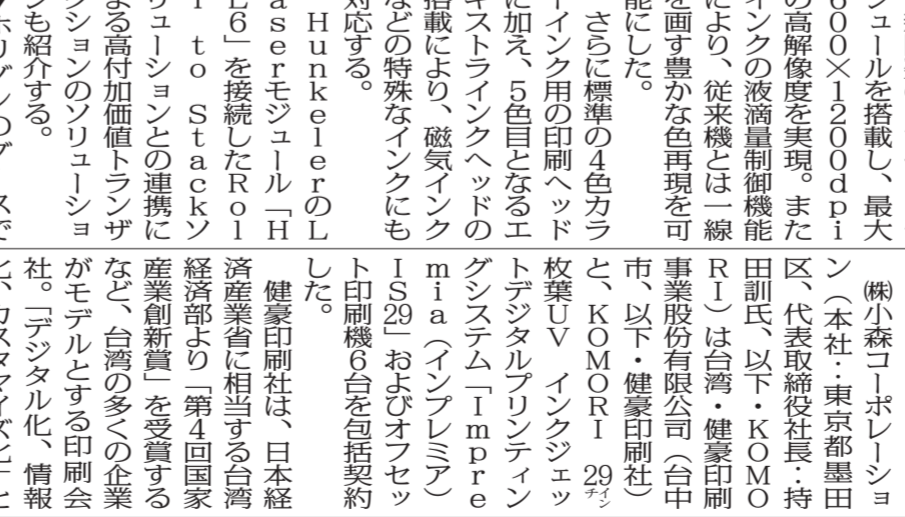 ジュールを搭載し、最大
600×1200dpi
の高解像度を実現。また
インクの液滴量制御機能
により、従来機とは一線
を画す豊かな色再現を可
能にした。
さらに標準の4色カラ
ーインク用の印刷ヘッド
に加え、5色目となるエ
キストラインクヘッドの
搭載により、磁気インク
などの特殊なインクにも
対応する。
HunkelerのL
aserモジュール「H
L6」を接続したRol
l to Stackソ
リューションとの連携に
よる高付加価値トランザ
クションのソリューショ
ンも紹介する。
㈱小森コーポレーショ
ン(本社:東京都墨田
区、代表取締役社長:持
田訓氏、以下・KOMO
RI)は台湾・健豪印刷
事業股份有限公司(台中
市、以下・健豪印刷社)
と、KOMORI 29㌅
枚葉UV インクジェッ
トデジタルプリンティン
グシステム「Impre
mia(インプレミア)
IS29」およびオフセッ
ト印刷機6台を包括契約
した。
健豪印刷社は、日本経
済産業省に相当する台湾
経済部より「第4回国家
産業創新賞」を受賞する
など、台湾の多くの企業
がモデルとする印刷会
社。「デジタル化、情報
化、カスタマイズ化」と